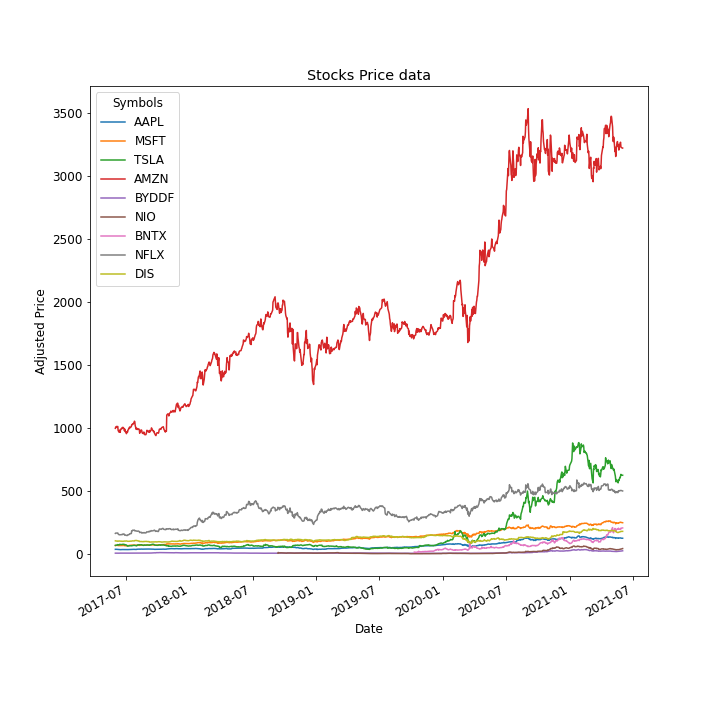 Stocks Price data
Symbols
AAPL
MSFT
TSLA
AMZN
BYDDF
NIO
BNTX
NFLX
DIS
Adjusted Price
3500
3000
2500
2000
1500
1000
500
0
2017-07
2018-01
2018-07
2019-01
2019-07
2020-01
2020-07
2021-01
2021-07
Date